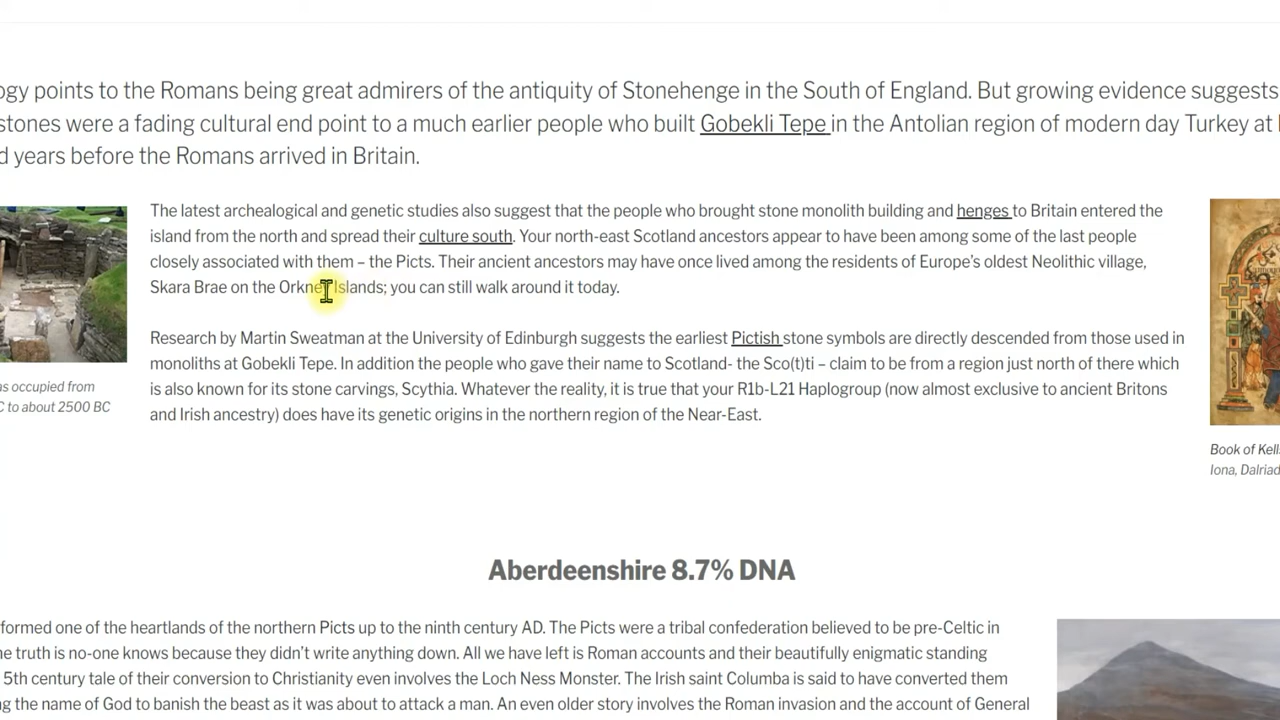 ogy points to the Romans being great admirers of the antiquity of Stonehenge in the South of England. But growing evidence suggests
stones were a fading cultural end point to a much earlier people who built Gobekli Tepe in the Antolian region of modern day Turkey at
d years before the Romans arrived in Britain.
The latest archealogical and genetic studies also suggest that the people who brought stone monolith building and henges to Britain entered the
island from the north and spread their culture south. Your north-east Scotland ancestors appear to have been among some of the last people
closely associated with them – the Picts. Their ancient ancestors may have once lived among the residents of Europe's oldest Neolithic village,
Skara Brae on the Orkney Islands; you can still walk around it today.
Research by Martin Sweatman at the University of Edinburgh suggests the earliest Pictish stone symbols are directly descended from those used in
monoliths at Gobekli Tepe. In addition the people who gave their name to Scotland- the Sco(t)ti – claim to be from a region just north of there which
is also known for its stone carvings, Scythia. Whatever the reality, it is true that your R1b-L21 Haplogroup (now almost exclusive to ancient Britons
and Irish ancestry) does have its genetic origins in the northern region of the Near-East.
as occupied from
C to about 2500 BC
Book of Kells
Iona, Dalriad
Aberdeenshire 8.7% DNA
formed one of the heartlands of the northern Picts up to the ninth century AD. The Picts were a tribal confederation believed to be pre-Celtic in
e truth is no-one knows because they didn't write anything down. All we have left is Roman accounts and their beautifully enigmatic standing
5th century tale of their conversion to Christianity even involves the Loch Ness Monster. The Irish saint Columba is said to have converted them
g the name of God to banish the beast as it was about to attack a man. An even older story involves the Roman invasion and the account of General